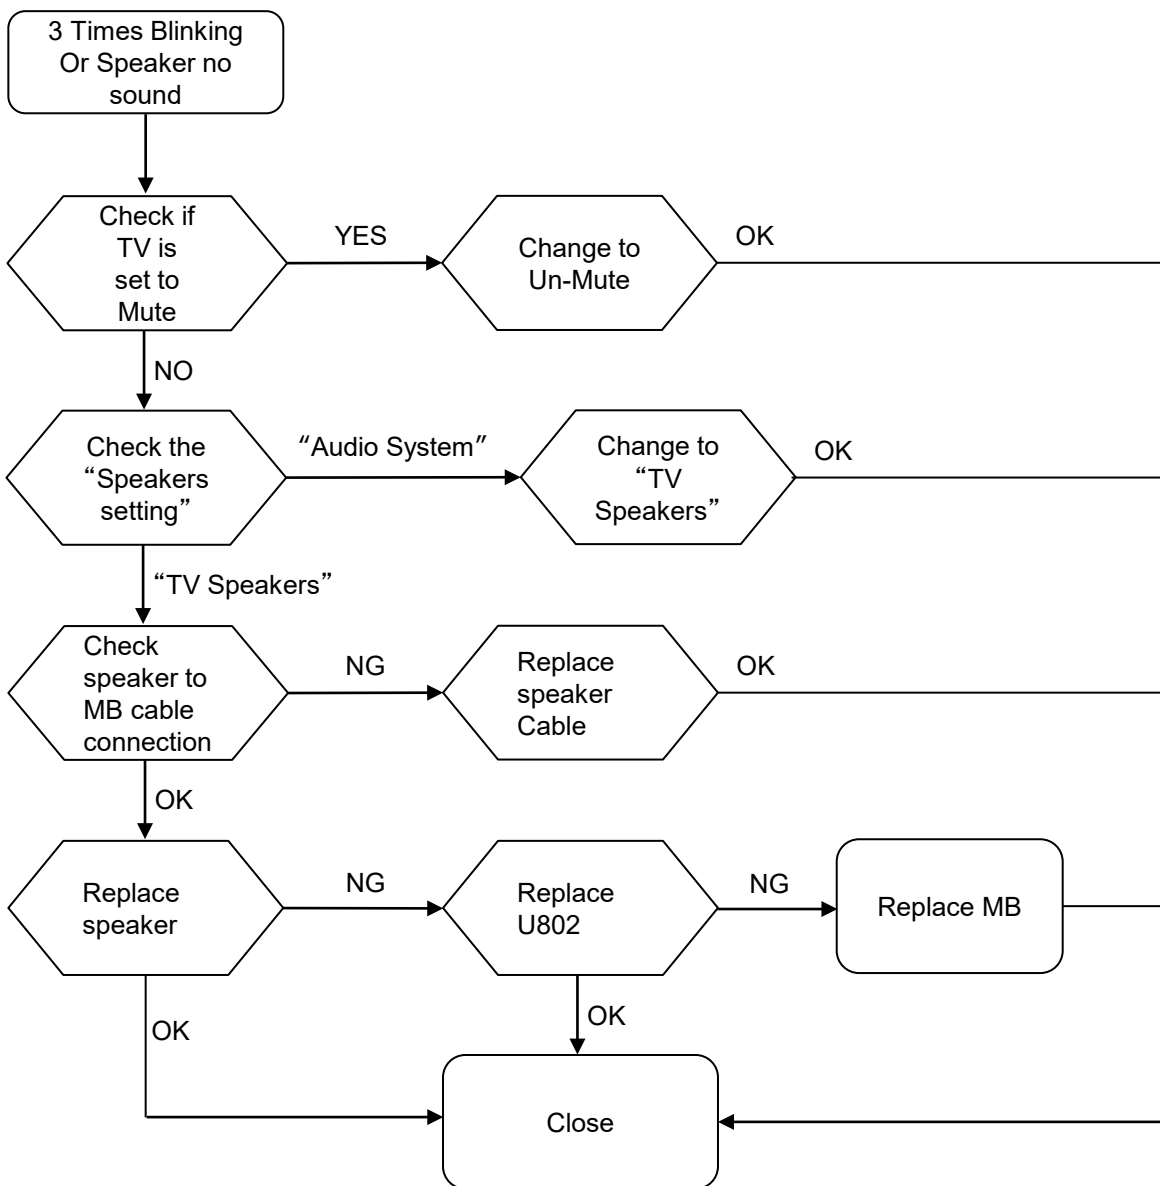 3 Times Blinking
Or Speaker no
sound
Check if
TV is
set to
Mute
YES
Change to
Un-Mute
OK
NO
Check the
“Speakers
setting”
“Audio System”
Change to
“TV
Speakers”
OK
“TV Speakers”
Check
speaker to
MB cable
connection
NG
Replace
speaker
Cable
OK
OK
Replace
speaker
NG
Replace
U802
NG
Replace MB
OK
OK
Close